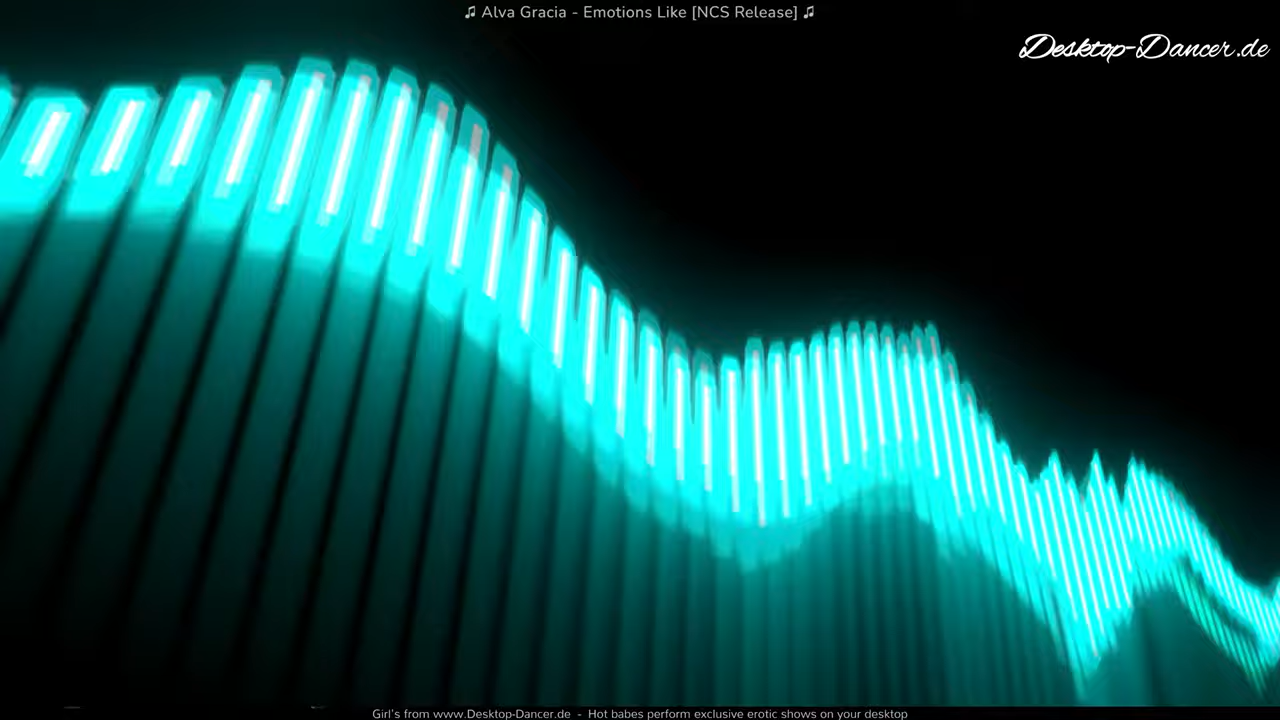 ♫ Alva Gracia - Emotions Like [NCS Release] ♫
Desktop-Dancer.de
Girl's from www.Desktop-Dancer.de - Hot babes perform exclusive erotic shows on your desktop